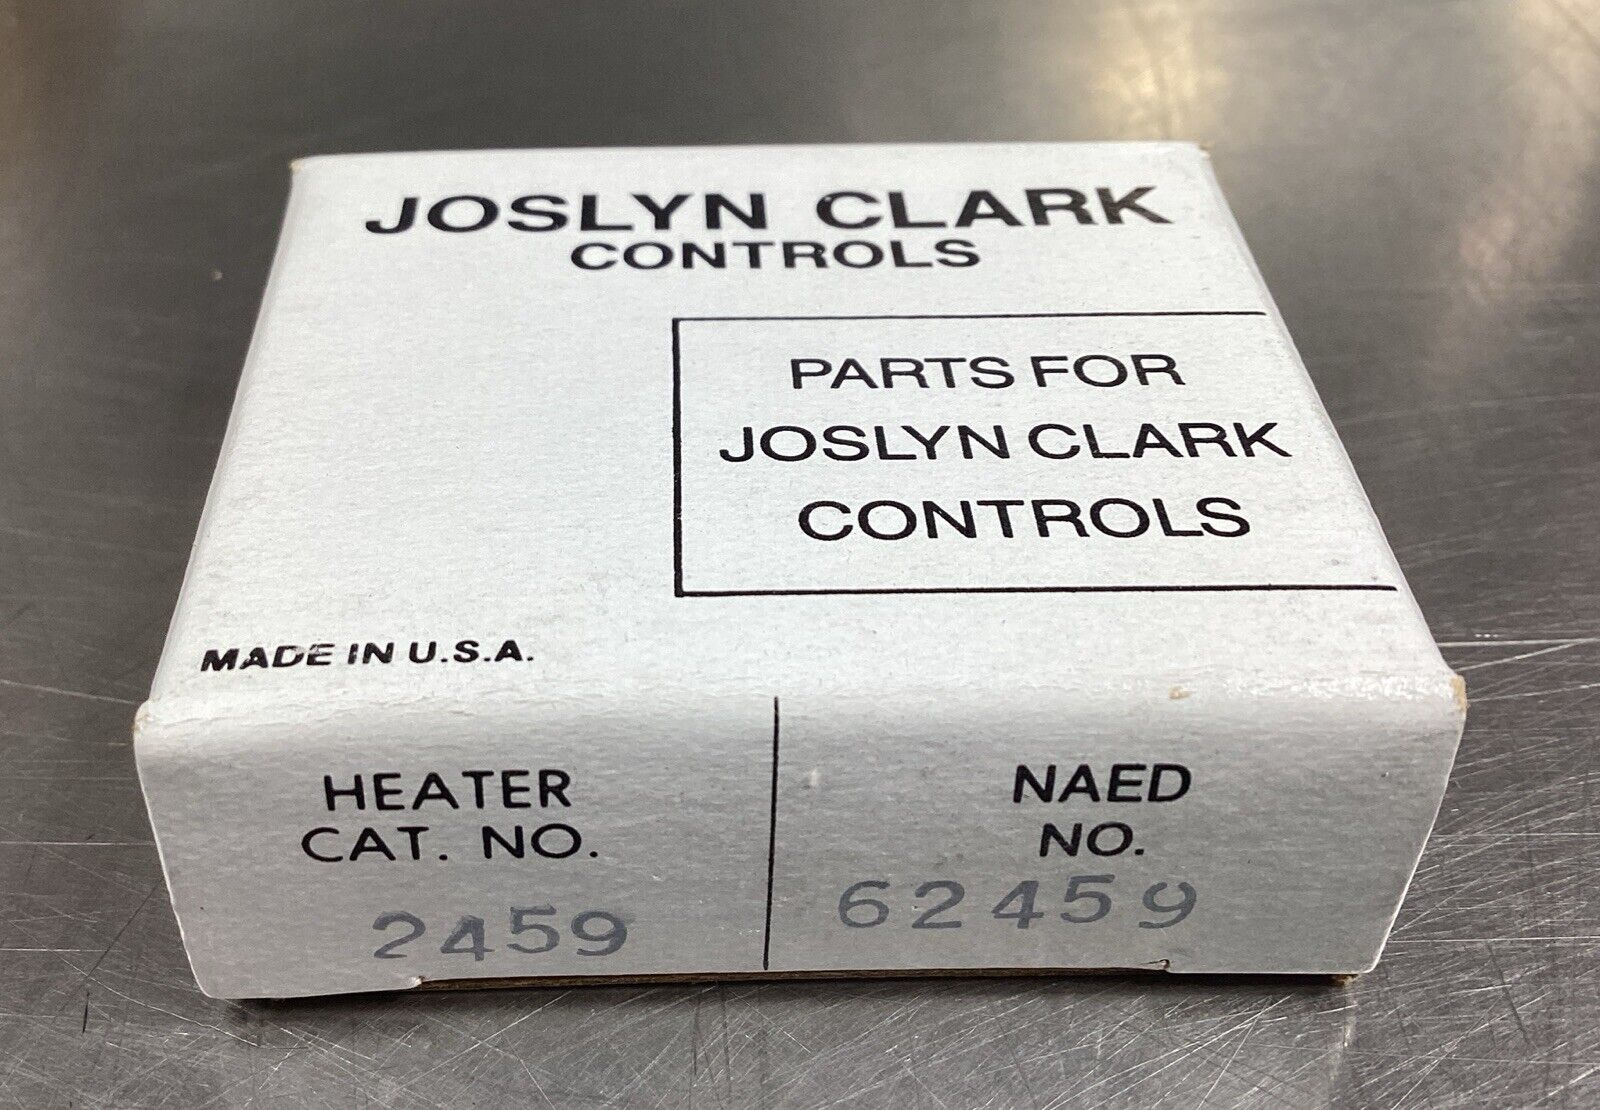 JOSLYN CLARK
CONTROLS
PARTS FOR
JOSLYN CLARK
CONTROLS
MADE IN U.S.A.
HEATER
CAT. NO.
2459
NAED
NO.
62459